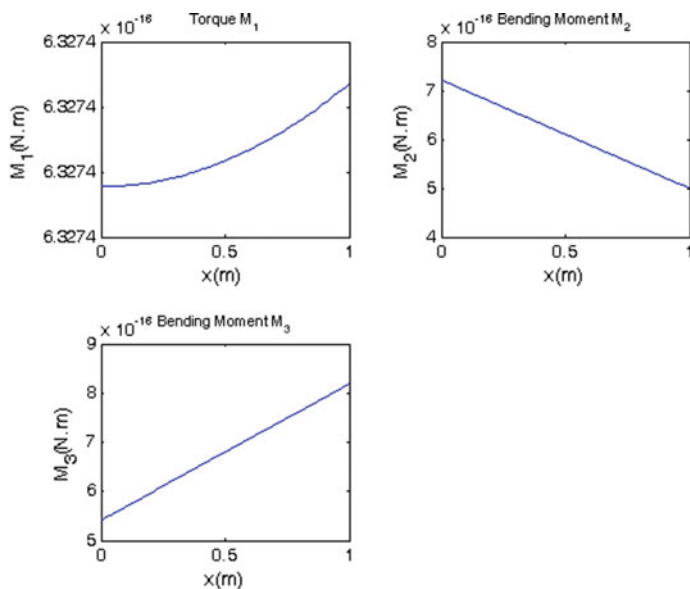 x 10⁻¹⁶ Torque M₁
6.3274
6.3274
6.3274
6.3274
M₁(N.m)
0 0.5 1
x(m)
x 10⁻¹⁶ Bending Moment M₂
8
7
6
5
4
M₂(N.m)
0 0.5 1
x(m)
x 10⁻¹⁶ Bending Moment M₃
9
8
7
6
5
M₃(N.m)
0 0.5 1
x(m)